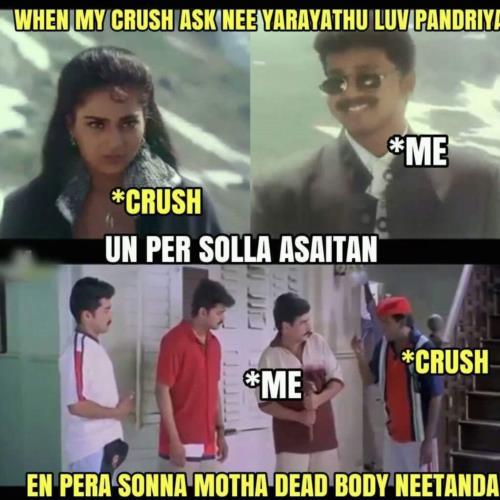 WHEN MY CRUSH ASK NEE YARAYATHU LUV PANDRIYA
*ME
*CRUSH
UN PER SOLLA ASAITAN
*CRUSH
*ME
EN PERA SONNA MOTHA DEAD BODY NEETANDA